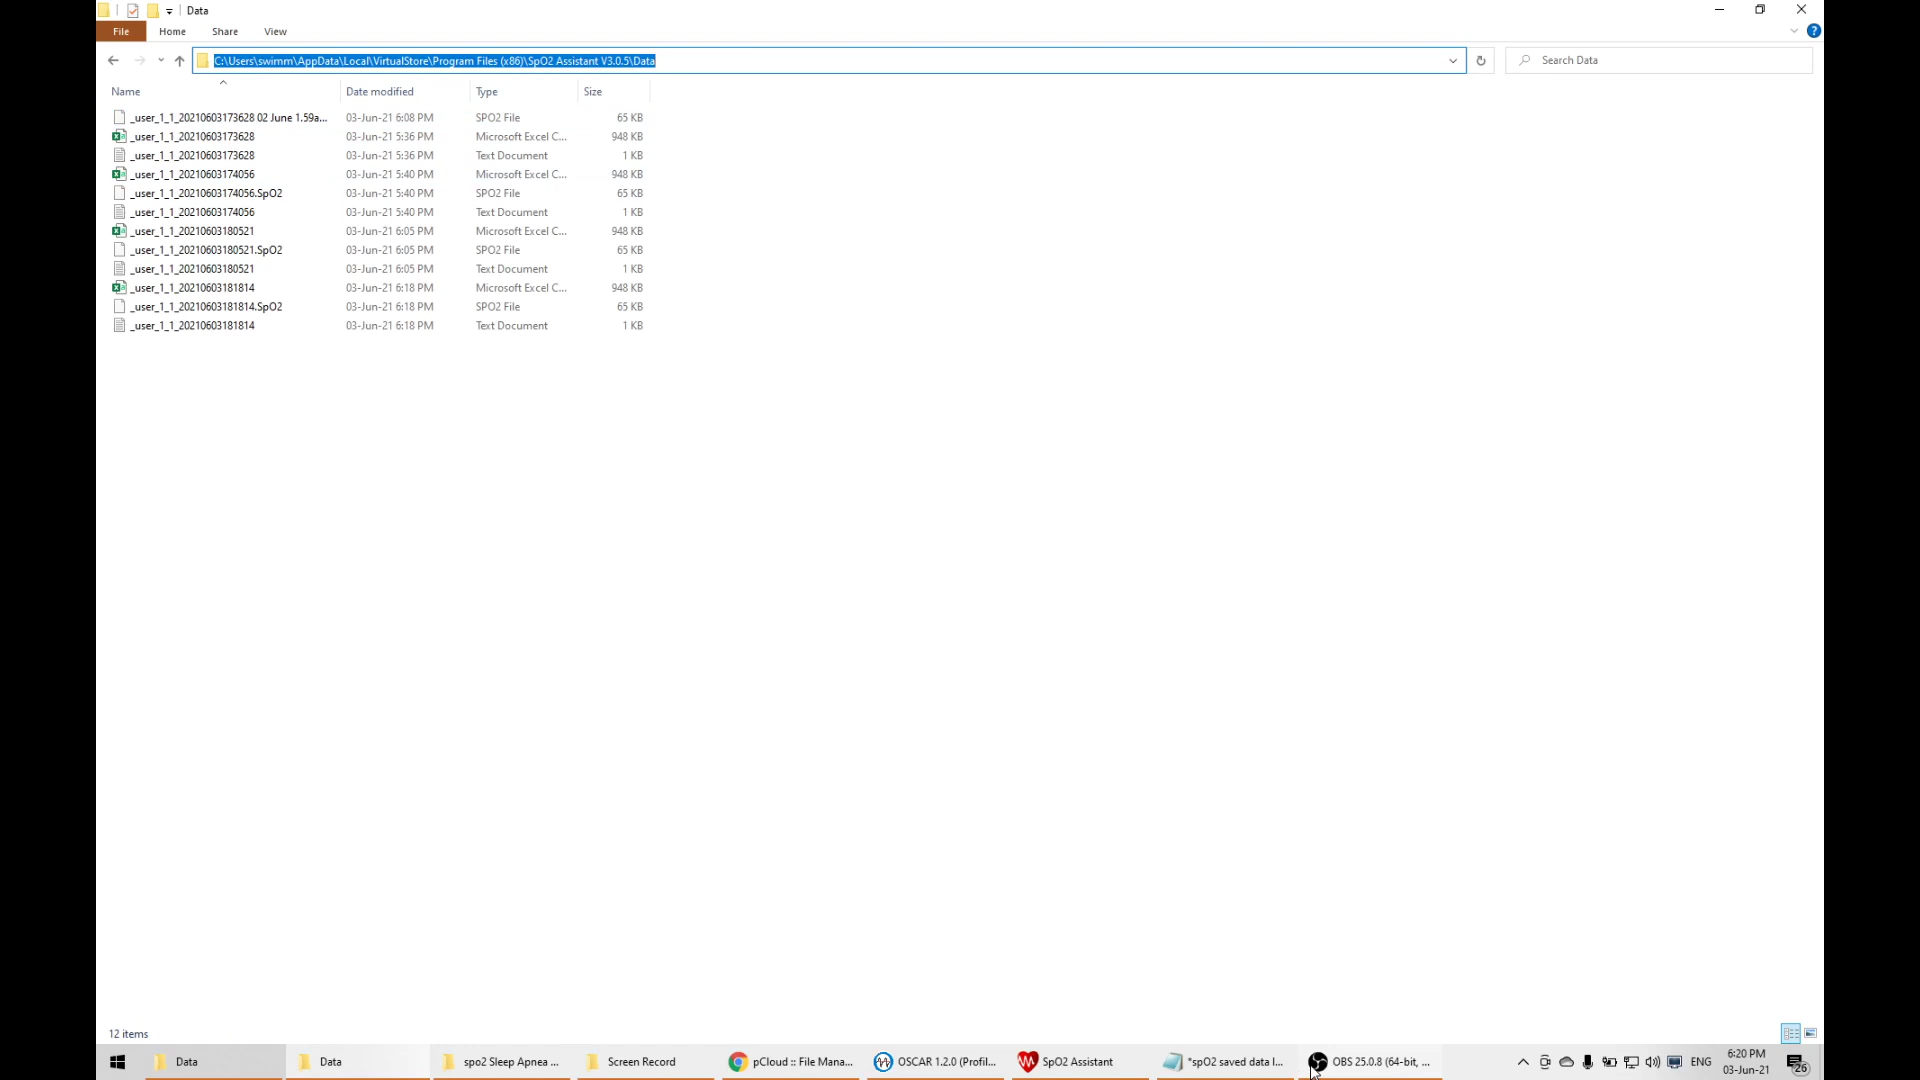 Data
File Home Share View
C:\Users\swimm\AppData\Local\VirtualStore\Program Files (x86)\SpO2 Assistant V3.0.5\Data
Search Data
Name Date modified Type Size
_user_1_1_20210603173628 02 June 1.59a... 03-Jun-21 6:08 PM SPO2 File 65 KB
_user_1_1_20210603173628 03-Jun-21 5:36 PM Microsoft Excel C... 948 KB
_user_1_1_20210603173628 03-Jun-21 5:36 PM Text Document 1 KB
_user_1_1_20210603174056 03-Jun-21 5:40 PM Microsoft Excel C... 948 KB
_user_1_1_20210603174056.SpO2 03-Jun-21 5:40 PM SPO2 File 65 KB
_user_1_1_20210603174056 03-Jun-21 5:40 PM Text Document 1 KB
_user_1_1_20210603180521 03-Jun-21 6:05 PM Microsoft Excel C... 948 KB
_user_1_1_20210603180521.SpO2 03-Jun-21 6:05 PM SPO2 File 65 KB
_user_1_1_20210603180521 03-Jun-21 6:05 PM Text Document 1 KB
_user_1_1_20210603181814 03-Jun-21 6:18 PM Microsoft Excel C... 948 KB
_user_1_1_20210603181814.SpO2 03-Jun-21 6:18 PM SPO2 File 65 KB
_user_1_1_20210603181814 03-Jun-21 6:18 PM Text Document 1 KB
12 items
Data Data spo2 Sleep Apnea ... Screen Record pCloud :: File Mana... OSCAR 1.2.0 (Profil... SpO2 Assistant *spO2 saved data l... OBS 25.0.8 (64-bit, ... ENG 6:20 PM
03-Jun-21 26